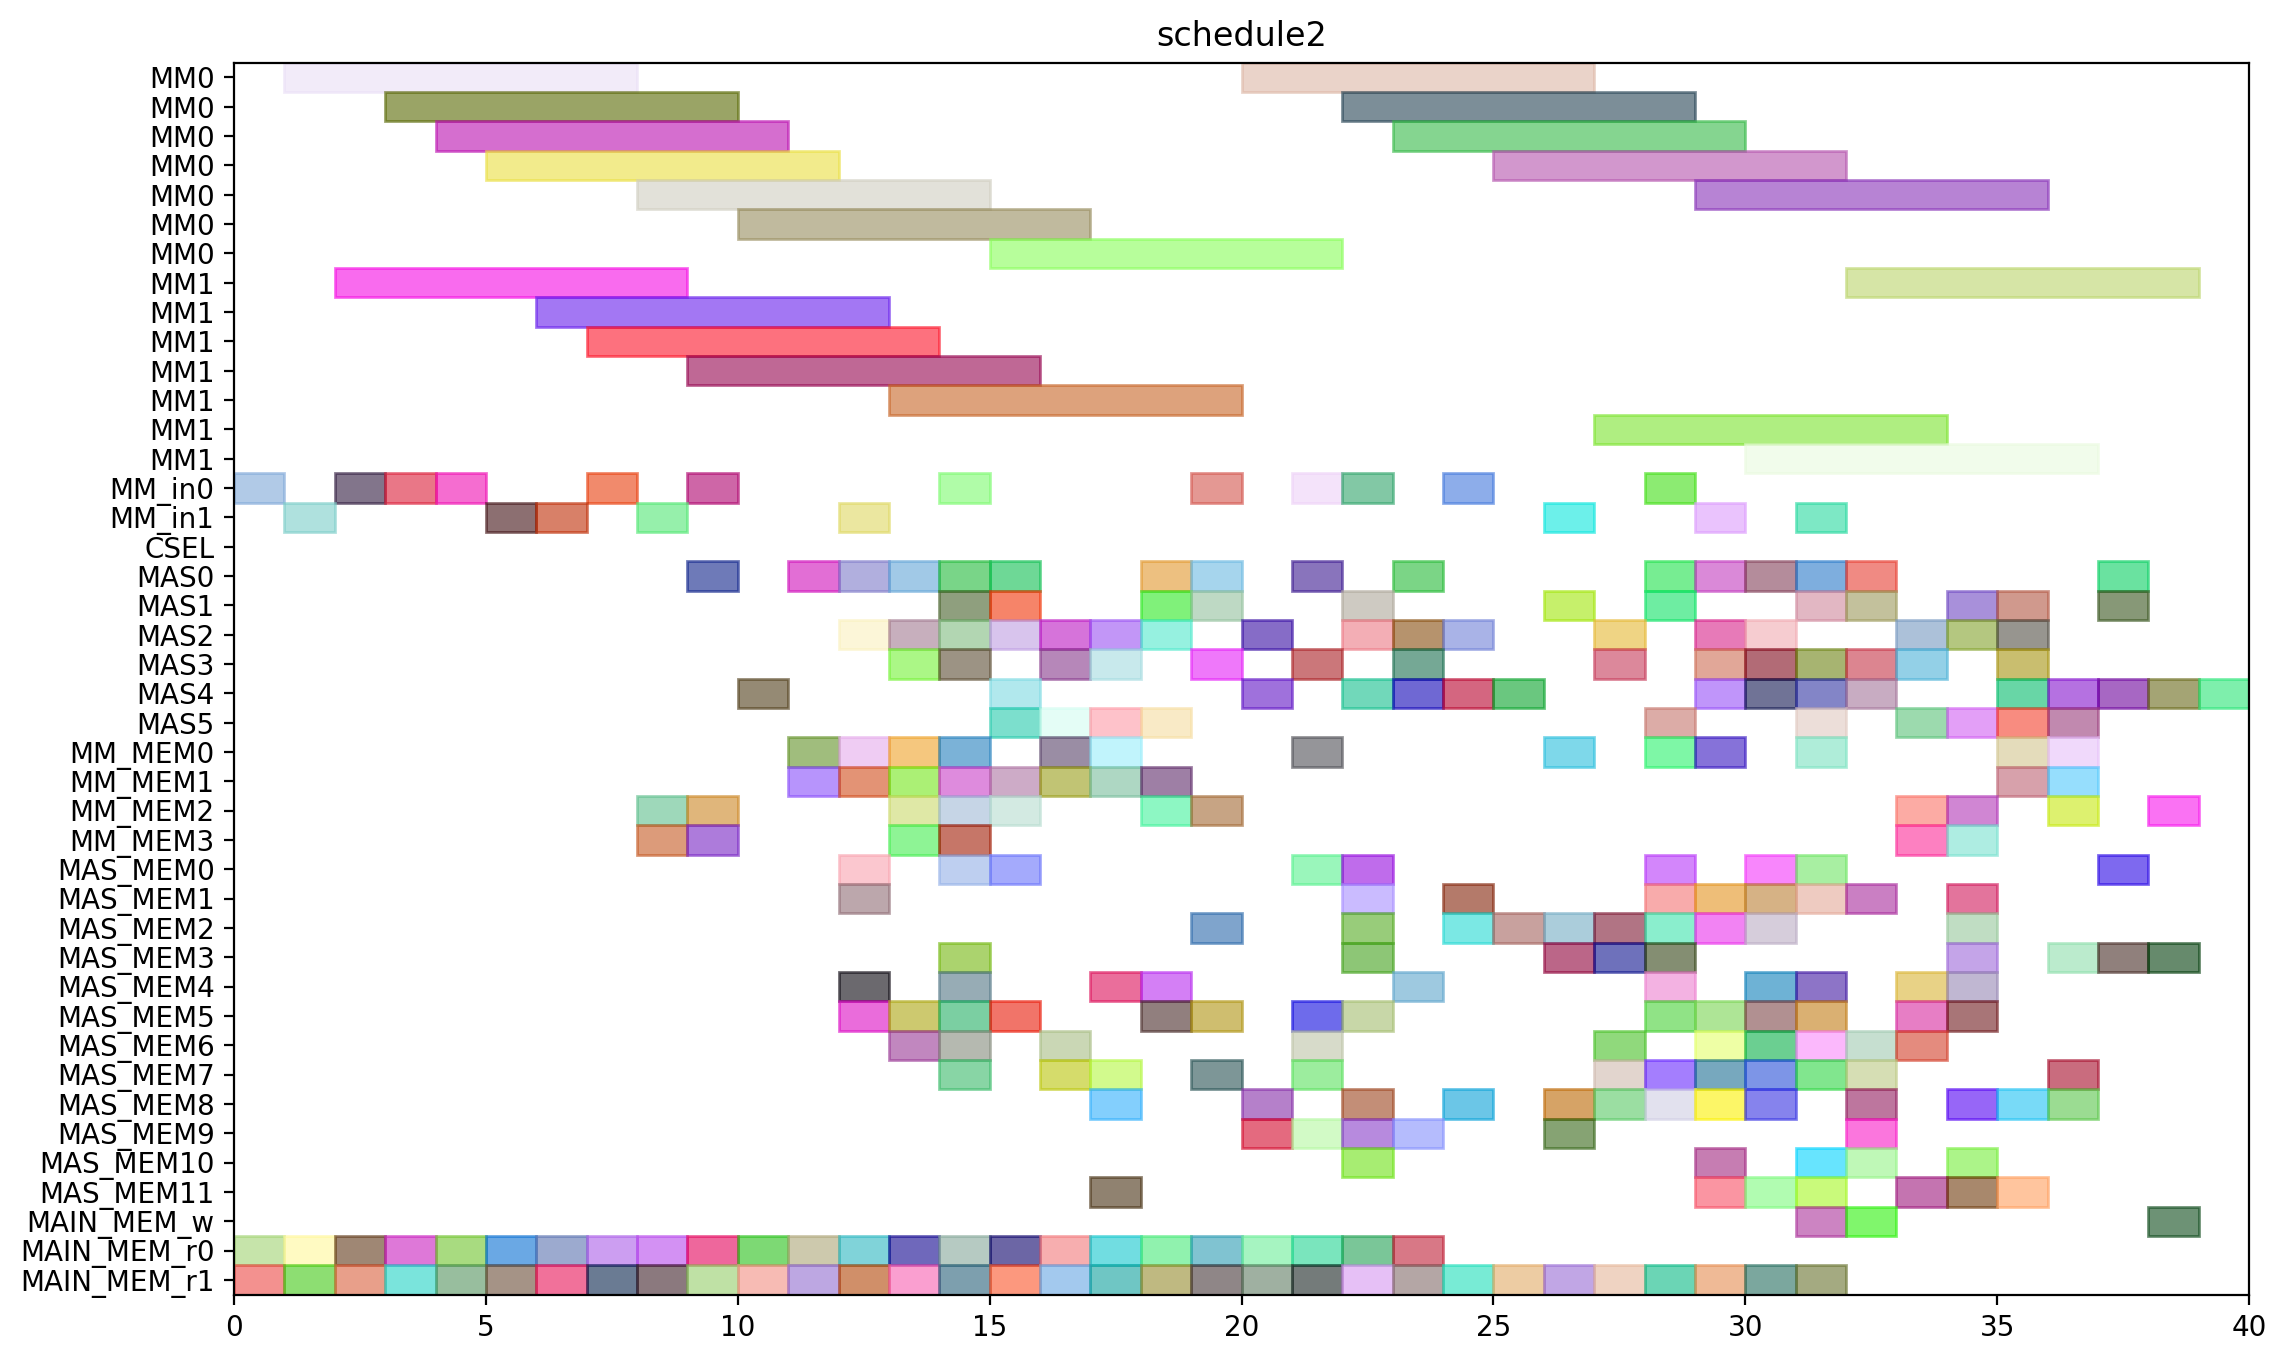 schedule2
MM0
MM0
MM0
MM0
MM0
MM0
MM0
MM1
MM1
MM1
MM1
MM1
MM1
MM1
MM_in0
MM_in1
CSEL
MAS0
MAS1
MAS2
MAS3
MAS4
MAS5
MM_MEM0
MM_MEM1
MM_MEM2
MM_MEM3
MAS_MEM0
MAS_MEM1
MAS_MEM2
MAS_MEM3
MAS_MEM4
MAS_MEM5
MAS_MEM6
MAS_MEM7
MAS_MEM8
MAS_MEM9
MAS_MEM10
MAS_MEM11
MAIN_MEM_w
MAIN_MEM_r0
MAIN_MEM_r1
0 5 10 15 20 25 30 35 40